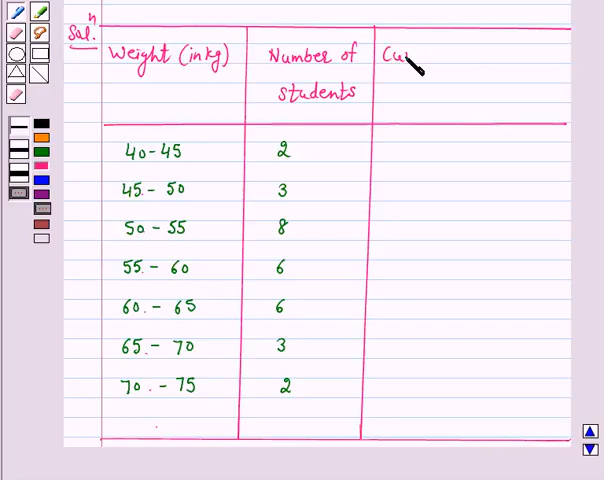 Sol.n
Weight (in kg) Number of students Cu
40-45 2
45.- 50 3
50 - 55 8
55.- 60 6
60.- 65 6
65.- 70 3
70.- 75 2